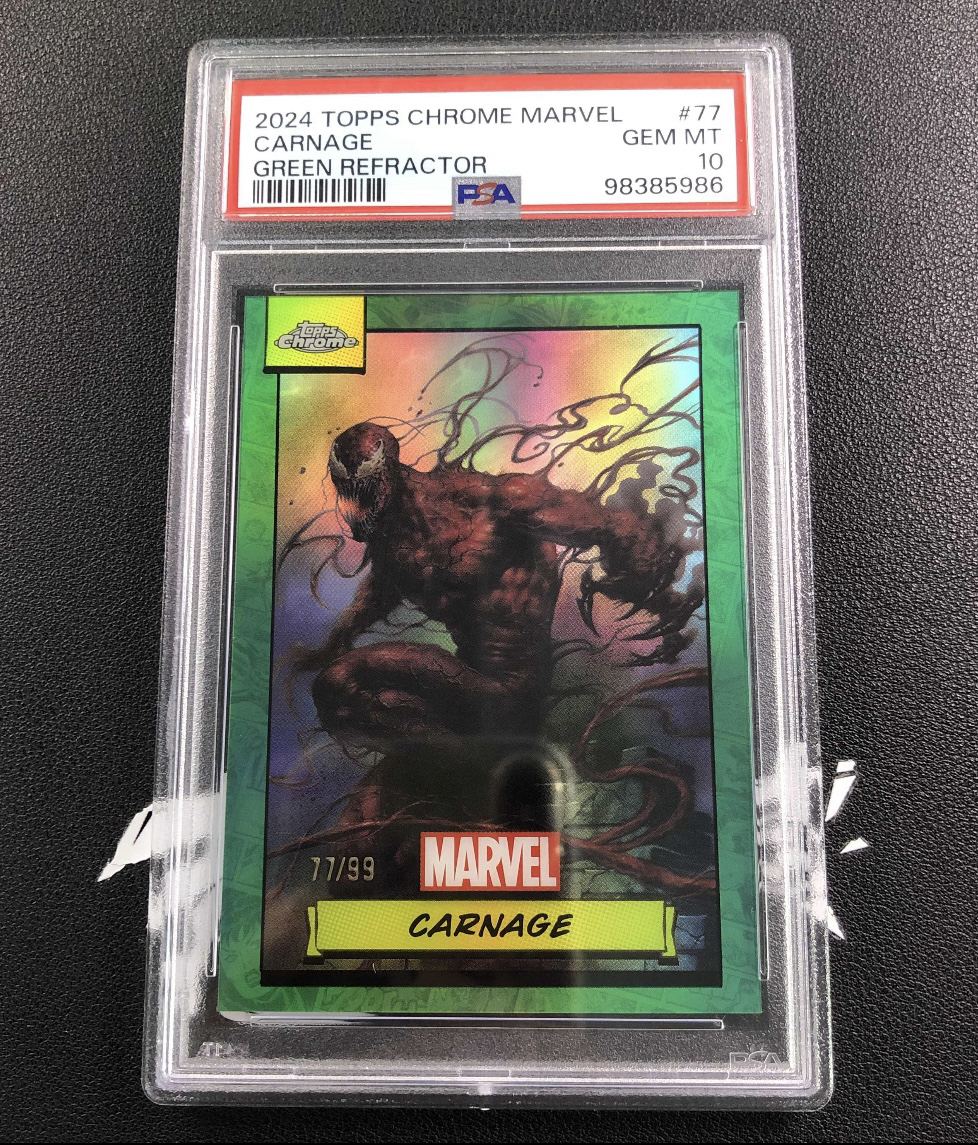 2024 TOPPS CHROME MARVEL #77
CARNAGE GEM MT
GREEN REFRACTOR 10
PSA 98385986
topps
Chrome
77/99
MARVEL
CARNAGE
PSA